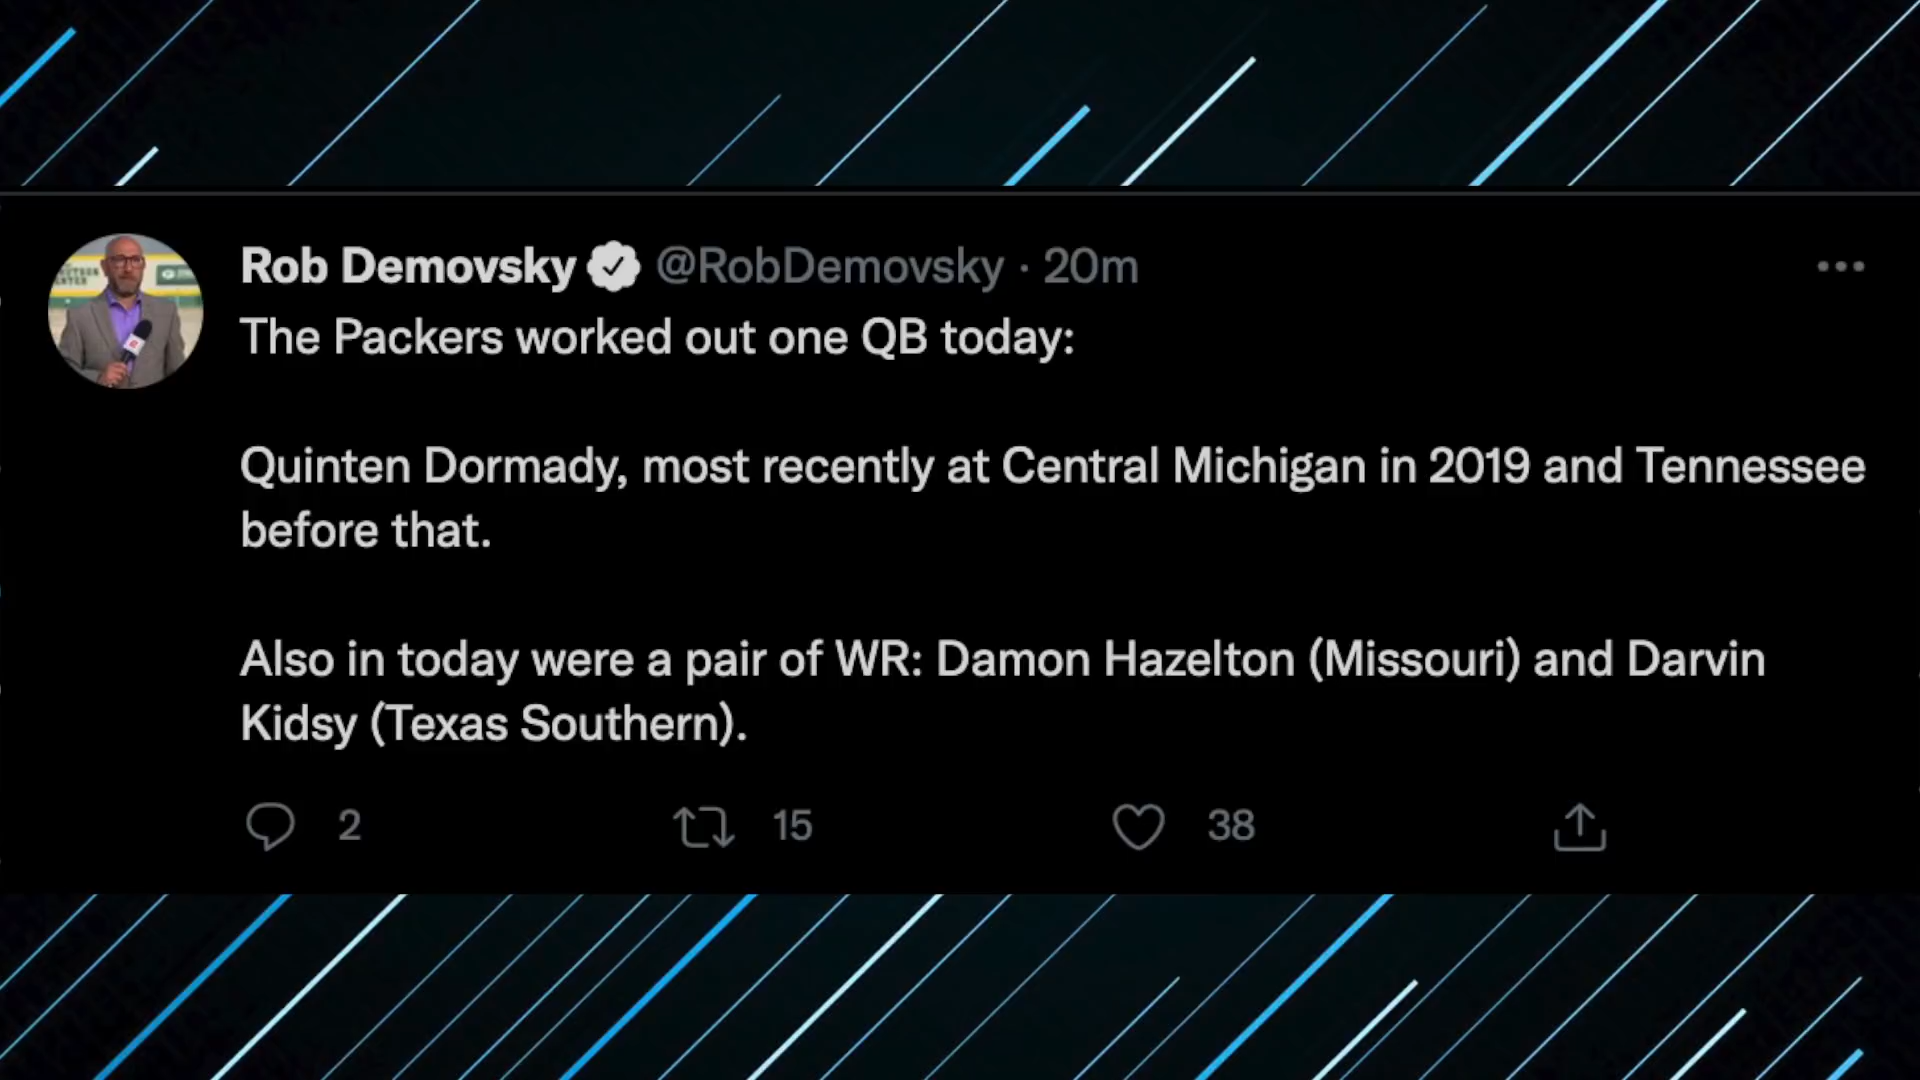 Rob Demovsky @RobDemovsky · 20m
The Packers worked out one QB today:
Quinten Dormady, most recently at Central Michigan in 2019 and Tennessee
before that.
Also in today were a pair of WR: Damon Hazelton (Missouri) and Darvin
Kidsy (Texas Southern).
2 15 38